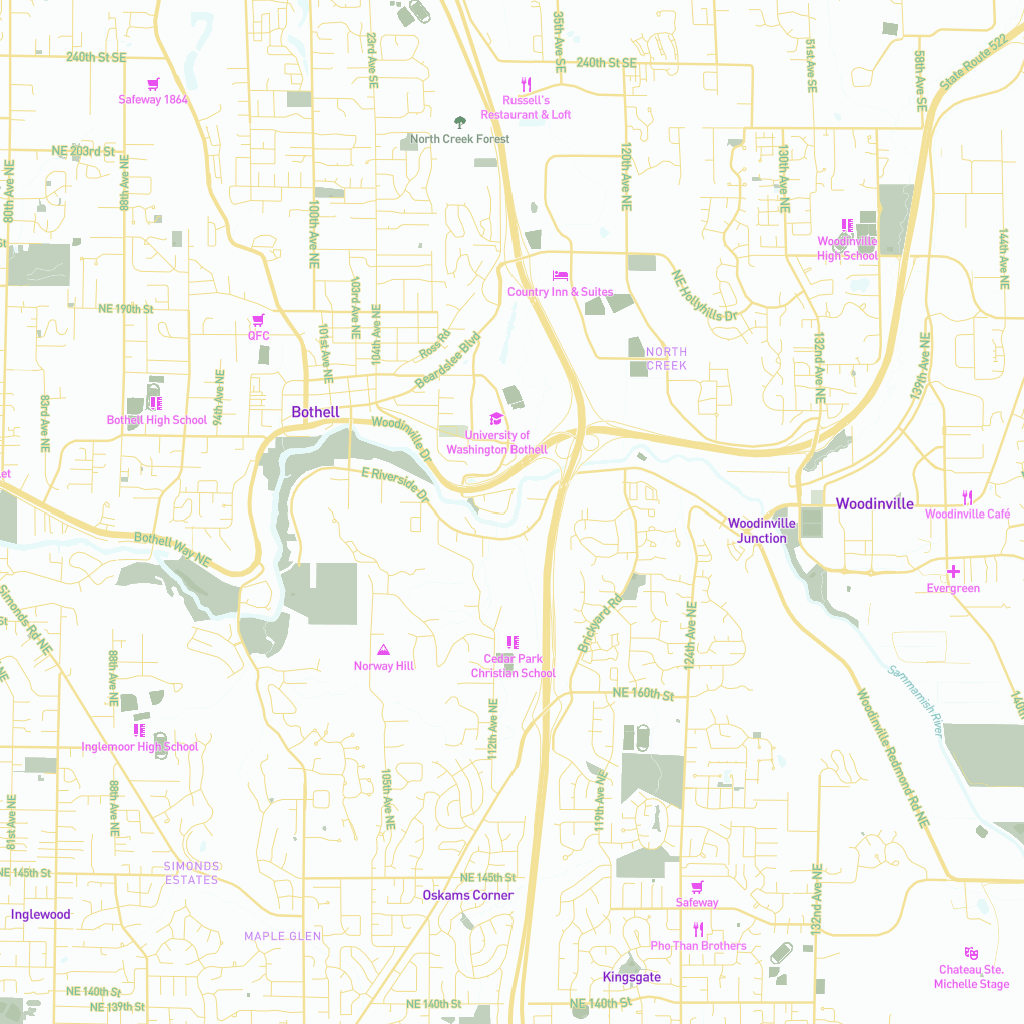 240th St SE
Safeway 1864
23rd Ave SE
35th Ave SE
Russell's
Restaurant & Loft
240th St SE
51st Ave SE
58th Ave SE
State Route 522
North Creek Forest
NE 203rd St
80th Ave NE
88th Ave NE
100th Ave NE
120th Ave NE
130th Ave NE
Woodinville
High School
144th Ave NE
St
Country Inn & Suites
NE Hollyhills Dr
NE 190th St
QFC
101st Ave NE
103rd Ave NE
104th Ave NE
Ross Rd
Beardslee Blvd
NORTH
CREEK
132nd Ave NE
139th Ave NE
83rd Ave NE
Bothell High School
94th Ave NE
Bothell
Woodinville Dr
University of
Washington Bothell
E Riverside Dr
let
Bothell Way NE
Woodinville
Junction
Woodinville
Woodinville Café
Evergreen
Simonds Rd NE
St
NE
88th Ave NE
Norway Hill
Cedar Park
Christian School
Brickyard Rd
124th Ave NE
NE 160th St
Sammamish River
140th
Woodinville Redmond Rd NE
Inglemoor High School
112th Ave NE
88th Ave NE
81st Ave NE
105th Ave NE
119th Ave NE
NE 145th St
SIMONDS
ESTATES
NE 145th St
Oskams Corner
Safeway
132nd Ave NE
Inglewood
MAPLE GLEN
Pho Than Brothers
Kingsgate
Chateau Ste.
Michelle Stage
NE 140th St
NE 139th St
NE 140th St
NE 140th St